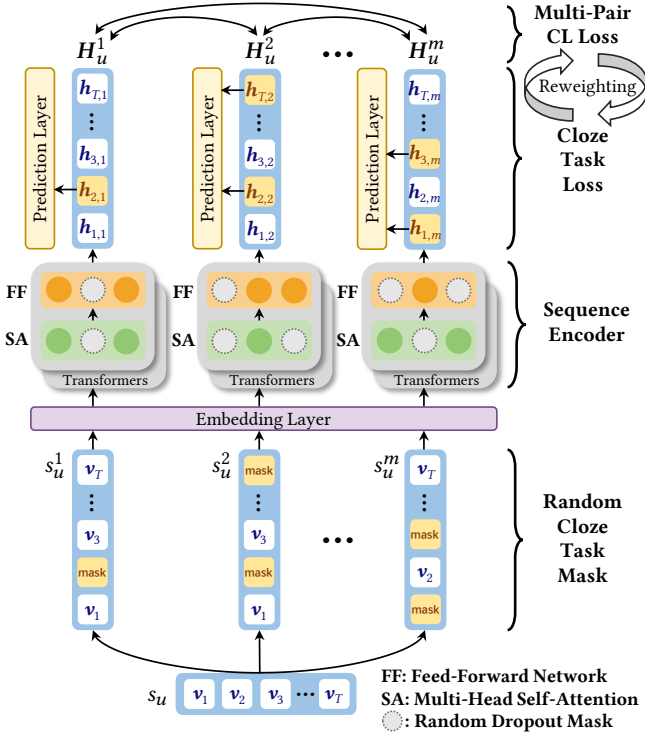 Multi-Pair
CL Loss
H_u^1 H_u^2 ... H_u^m
Reweighting
Prediction Layer Prediction Layer Prediction Layer
h_{T,1} h_{T,2} h_{T,m}
... ... ...
h_{3,1} h_{3,2} h_{3,m}
h_{2,1} h_{2,2} h_{2,m}
h_{1,1} h_{1,2} h_{1,m}
Cloze
Task
Loss
FF FF FF
SA SA SA
Transformers Transformers Transformers
Sequence
Encoder
Embedding Layer
s_u^1 s_u^2 s_u^m
v_T mask v_T
... ... ...
v_3 v_3 ... mask
mask mask v_2
v_1 v_1 mask
Random
Cloze
Task
Mask
s_u v_1 v_2 v_3 ... v_T
FF: Feed-Forward Network
SA: Multi-Head Self-Attention
: Random Dropout Mask